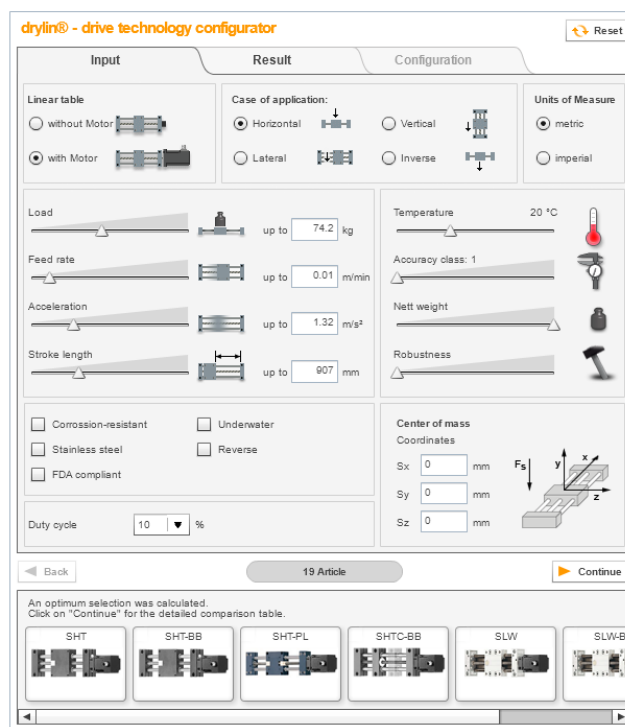 drylin® - drive technology configurator
Reset
Input
Result
Configuration
Linear table
without Motor
with Motor
Case of application:
Horizontal
Vertical
Lateral
Inverse
Units of Measure
metric
imperial
Load
up to 74.2 kg
Feed rate
up to 0.01 m/min
Acceleration
up to 1.32 m/s²
Stroke length
up to 907 mm
Temperature 20 °C
Accuracy class: 1
Nett weight
Robustness
Corrossion-resistant
Underwater
Stainless steel
Reverse
FDA compliant
Duty cycle 10 %
Center of mass
Coordinates
Sx 0 mm
Sy 0 mm
Sz 0 mm
Fs
y
x
z
Back
19 Article
Continue
An optimum selection was calculated.
Click on "Continue" for the detailed comparison table.
SHT
SHT-BB
SHT-PL
SHTC-BB
SLW
SLW-B